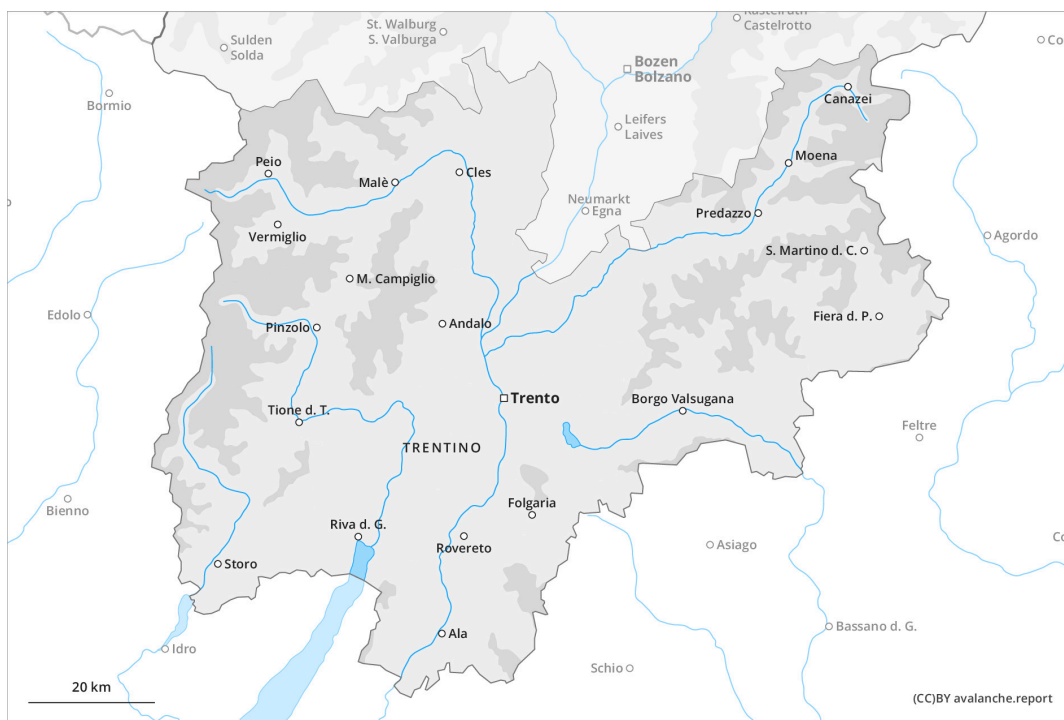 St. Walburg
S. Valburga
Kastelruth
Castelrotto
Sulden
Solda
Bozen
Bolzano
Bormio
Canazei
Leifers
Laives
Moena
Peio
Malè
Cles
Neumarkt
Egna
Predazzo
Vermiglio
Agordo
S. Martino d. C.
M. Campiglio
Edolo
Pinzolo
Andalo
Fiera d. P.
Trento
Borgo Valsugana
Tione d. T.
Feltre
TRENTINO
Bienno
Folgaria
Riva d. G.
Rovereto
Asiago
Storo
Ala
Bassano d. G.
Idro
Schio
20 km
(CC)BY avalanche.report